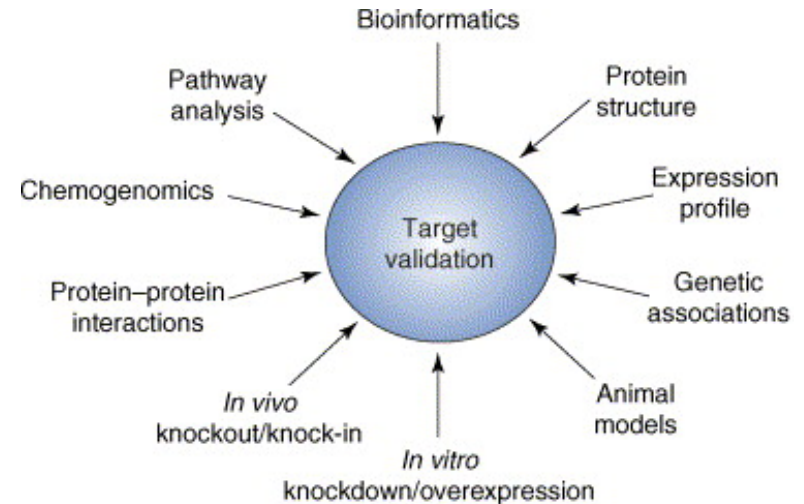 Bioinformatics
Pathway
analysis
Protein
structure
Chemogenomics
Expression
profile
Target
validation
Protein–protein
interactions
Genetic
associations
In vivo
knockout/knock-in
Animal
models
In vitro
knockdown/overexpression